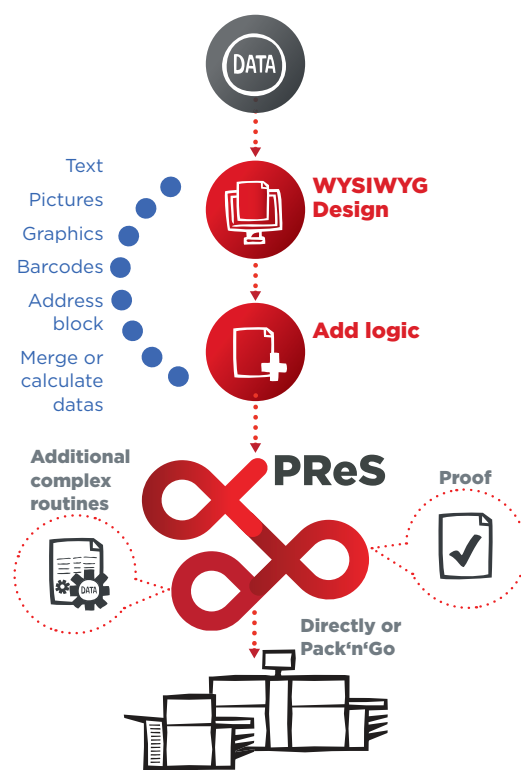 DATA
Text
Pictures
Graphics
Barcodes
Address
block
Merge or
calculate
datas
WYSIWYG
Design
Add logic
PReS
Additional
complex
routines
DATA
Proof
Directly or
Pack‘n‘Go